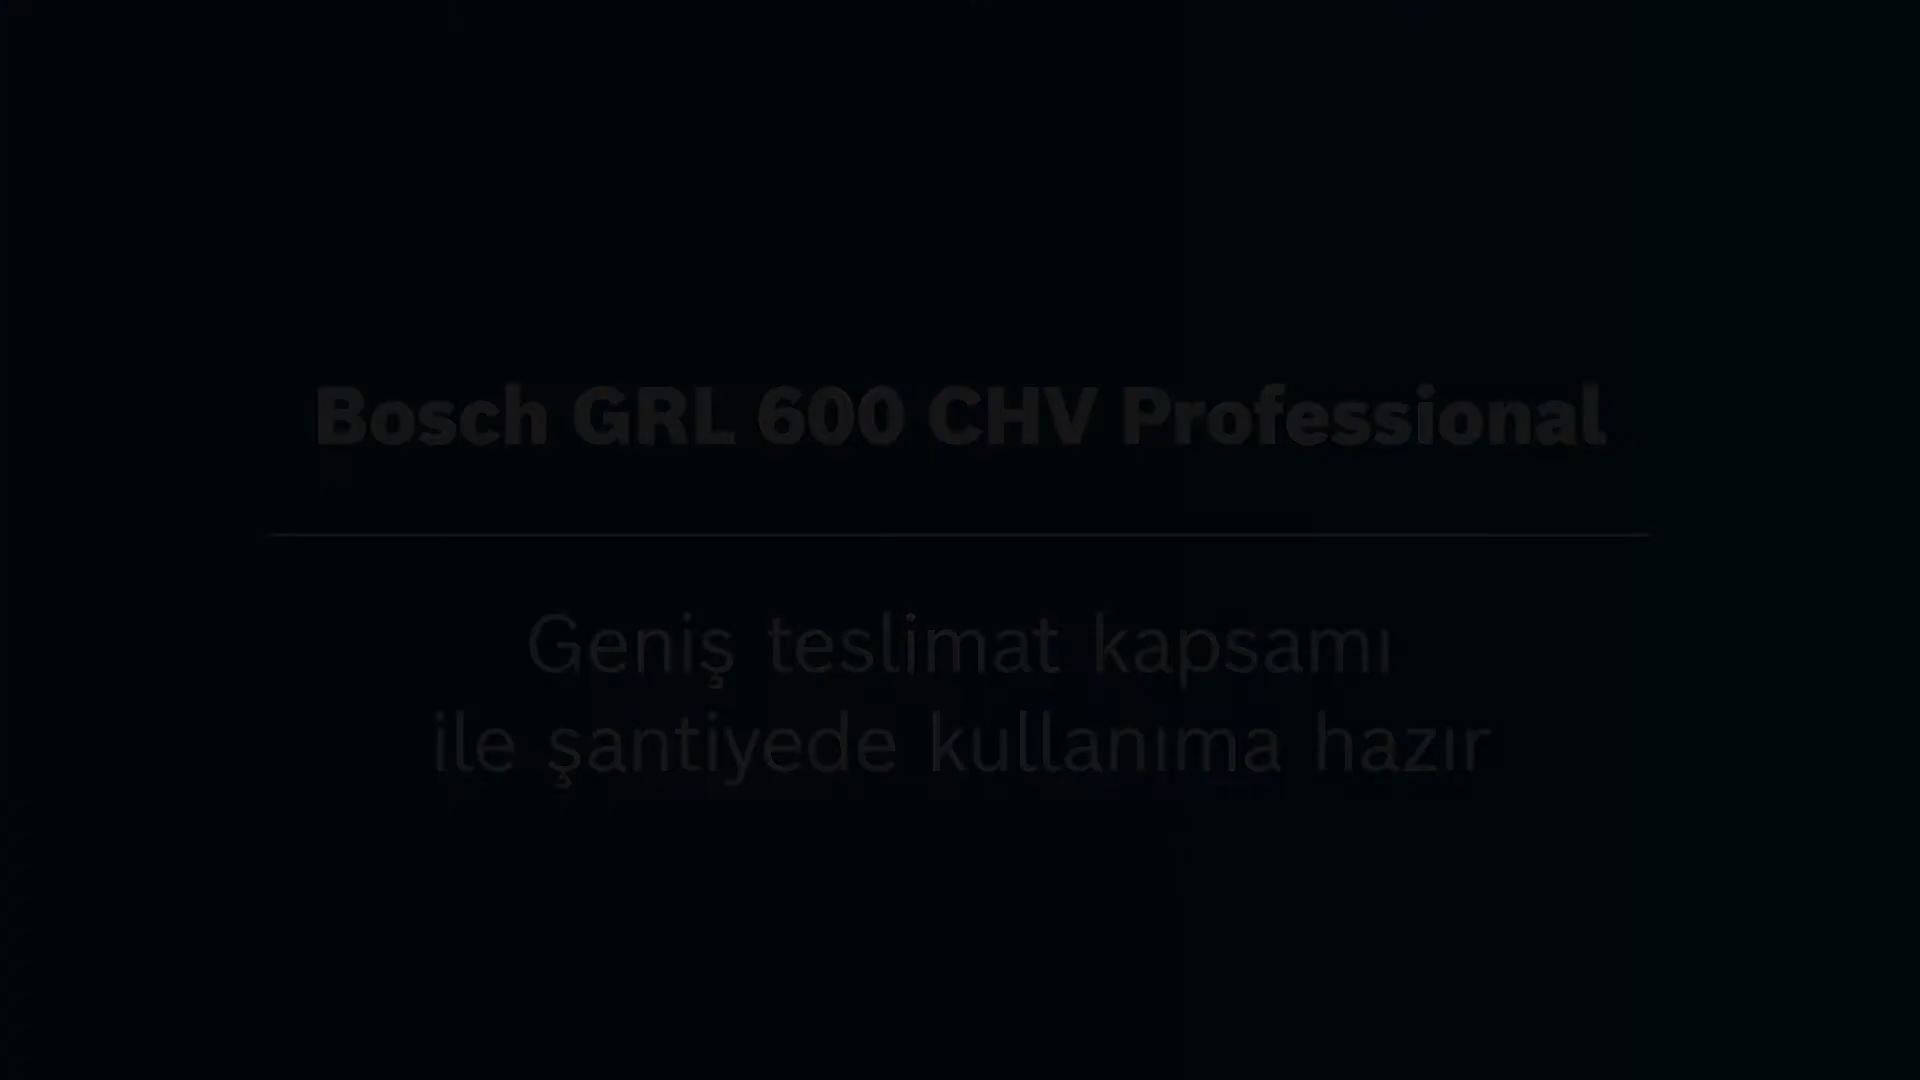 Bosch GRL 600 CHV Professional
Geniş teslimat kapsamı
ile şantiyede kullanıma hazır